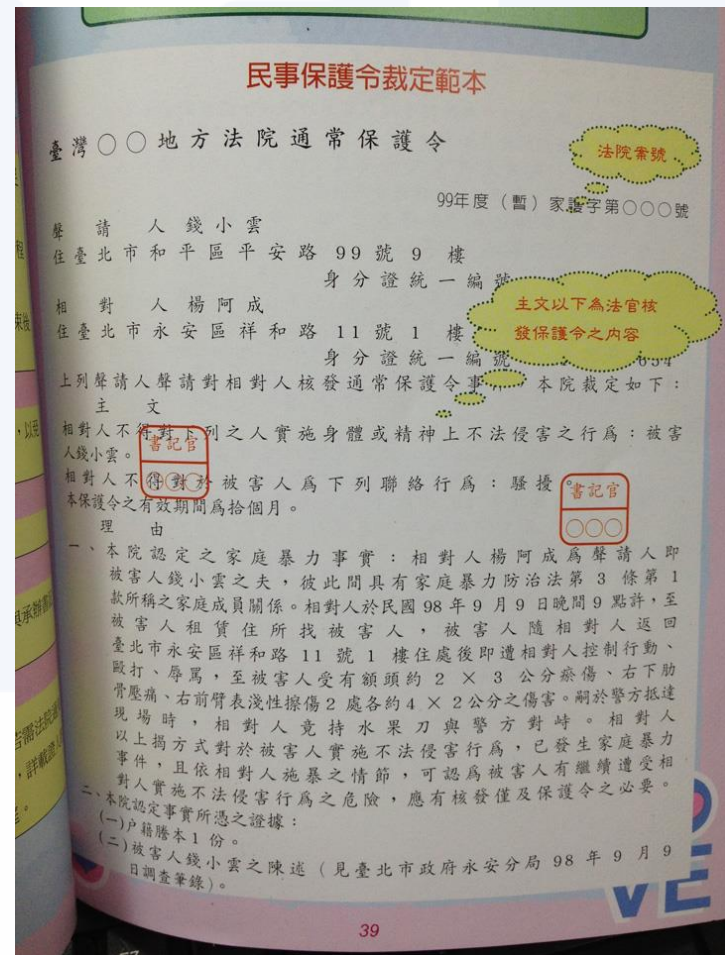 民事保護令裁定範本
臺灣○○地方法院通常保護令
法院案號
99年度（暫）家護字第○○○號
聲請人錢小雲
住臺北市和平區平安路99號9樓
身分證統一編號
相對人楊阿成
住臺北市永安區祥和路11號1樓
身分證統一編號
主文以下為法官核
發保護令之內容
上列聲請人聲請對相對人核發通常保護令事 本院裁定如下：
主文
相對人不得對下列之人實施身體或精神上不法侵害之行為：被害
人錢小雲。
相對人不得對於被害人為下列聯絡行為：騷擾。
本保護令之有效期間為拾個月。
書記官
○○○
書記官
○○○
理由
一、本院認定之家庭暴力事實：相對人楊阿成為聲請人即
被害人錢小雲之夫，彼此間具有家庭暴力防治法第3條第1
款所稱之家庭成員關係。相對人於民國98年9月9日晚間9點許，至
被害人租賃住所找被害人，被害人隨相對人返回
臺北市永安區祥和路11號1樓住處後即遭相對人控制行動、
毆打、辱罵，至被害人受有額頭約2×3公分瘀傷、右下肋
骨壓痛、右前臂表淺性擦傷2處各約4×2公分之傷害。嗣於警方抵達
現場時，相對人竟持水果刀與警方對峙。相對人
以上揭方式對於被害人實施不法侵害行為，已發生家庭暴力
事件，且依相對人施暴之情節，可認為被害人有繼續遭受相
對人實施不法侵害行為之危險，應有核發僅及保護令之必要。
二、本院認定事實所憑之證據：
(一)戶籍謄本1份。
(二)被害人錢小雲之陳述（見臺北市政府永安分局98年9月9
日調查筆錄）。
VE
39